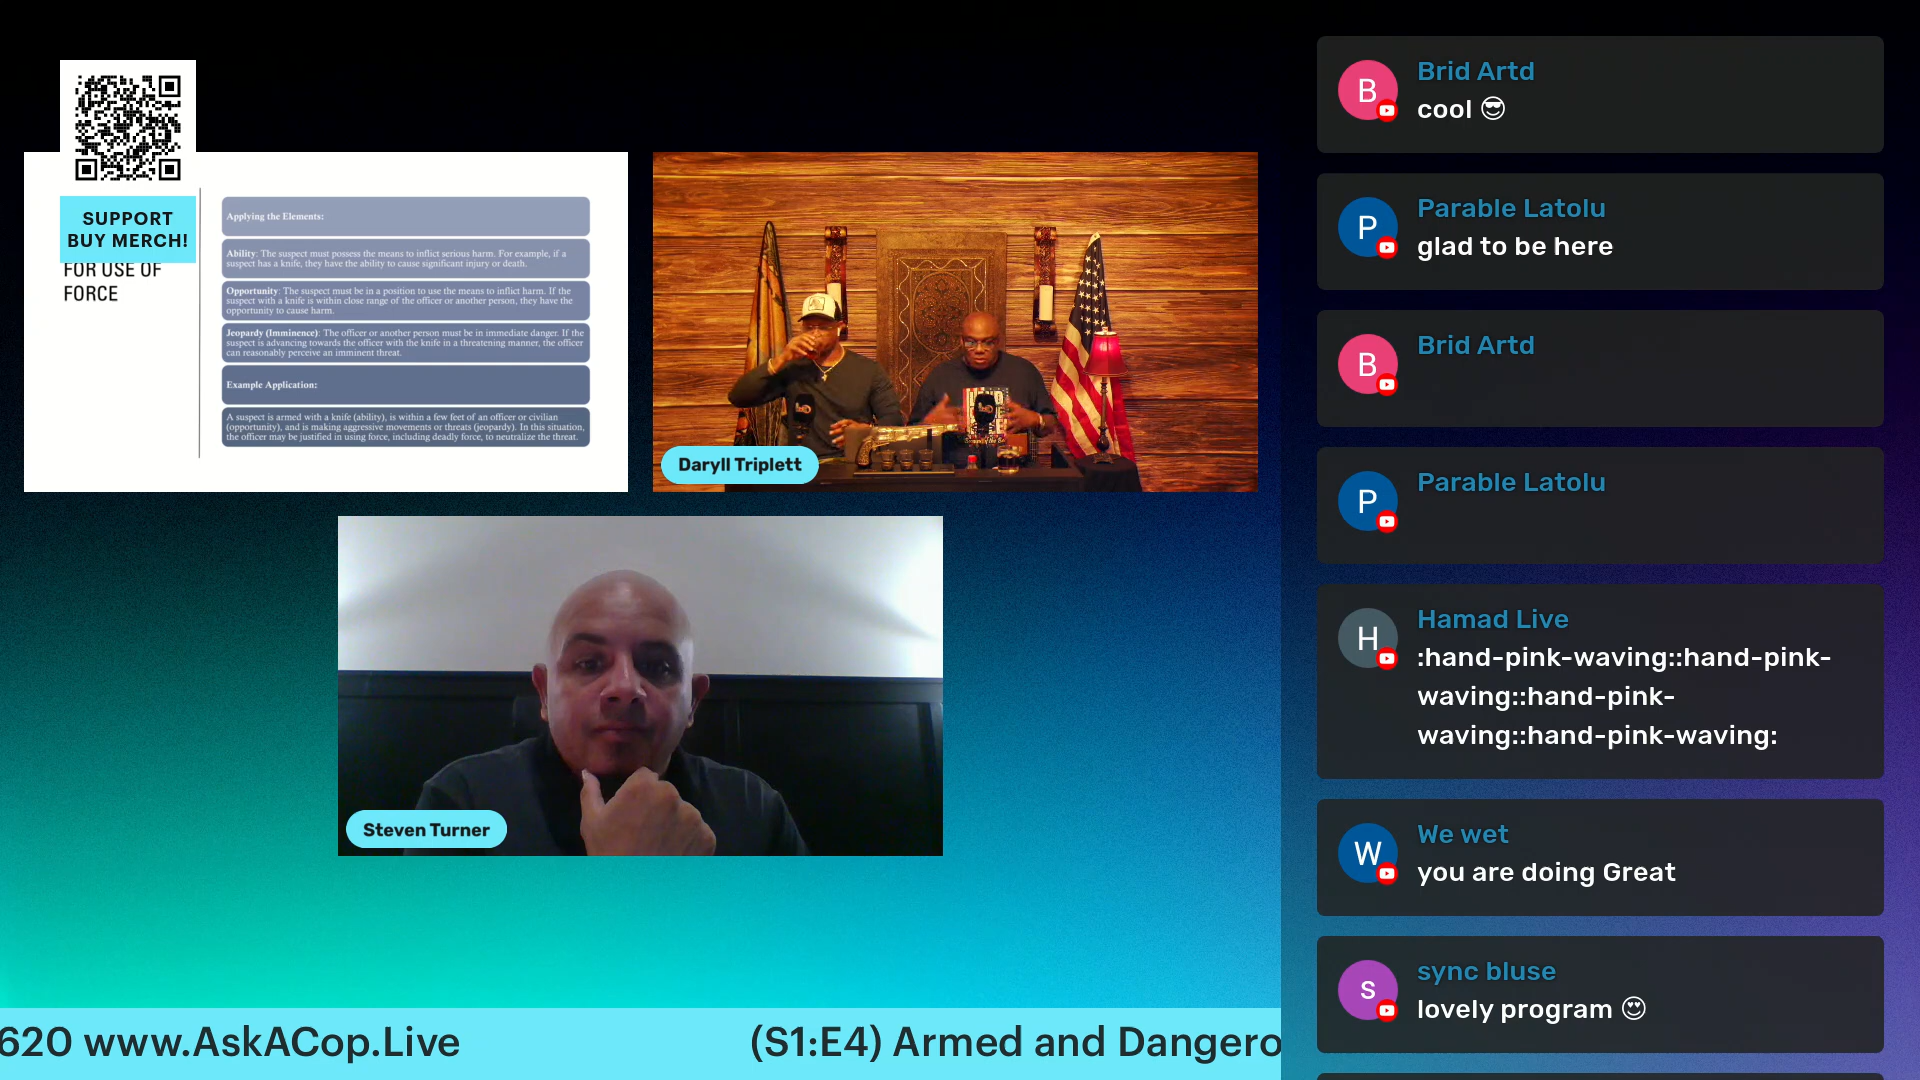 SUPPORT
BUY MERCH!
FOR USE OF
FORCE
Applying the Elements:
Ability: The suspect must possess the means to inflict serious harm. For example, if a
suspect has a knife, they have the ability to cause significant injury or death.
Opportunity: The suspect must be in a position to use the means to inflict harm. If the
suspect with a knife is within close range of the officer or another person, they have the
opportunity to cause harm.
Jeopardy (Imminence): The officer or another person must be in immediate danger. If the
suspect is advancing towards the officer with the knife in a threatening manner, the officer
can reasonably perceive an imminent threat.
Example Application:
A suspect is armed with a knife (ability), is within a few feet of an officer or civilian
(opportunity), and is making aggressive movements or threats (jeopardy). In this situation,
the officer may be justified in using force, including deadly force, to neutralize the threat.
Daryll Triplett
Steven Turner
620 www.AskACop.Live
(S1:E4) Armed and Dangero
B
Brid Artd
cool 😎
P
Parable Latolu
glad to be here
B
Brid Artd
P
Parable Latolu
H
Hamad Live
:hand-pink-waving::hand-pink-
waving::hand-pink-
waving::hand-pink-waving:
W
We wet
you are doing Great
s
sync bluse
lovely program 😍